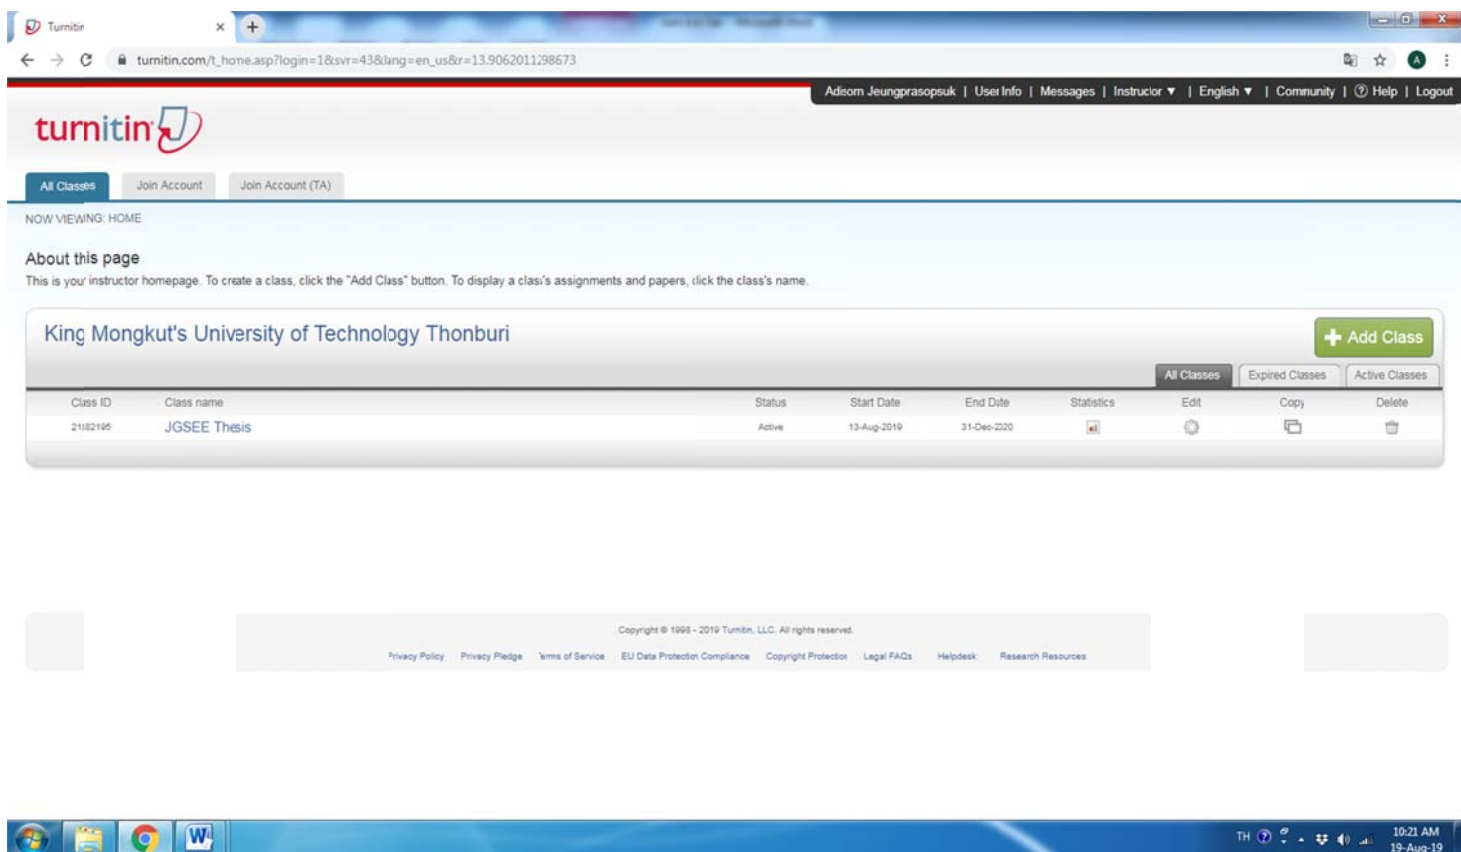 Turnitin
turnitin.com/t_home.asp?login=1&svr=43&lang=en_us&r=13.9062011298673
A
Adisorn Jeungprasopsuk | User Info | Messages | Instructor ▼ | English ▼ | Community | ? Help | Logout
turnitin
All Classes Join Account Join Account (TA)
NOW VIEWING: HOME
About this page
This is your instructor homepage. To create a class, click the "Add Class" button. To display a class's assignments and papers, click the class's name.
King Mongkut's University of Technology Thonburi
+ Add Class
All Classes Expired Classes Active Classes
Class ID Class name Status Start Date End Date Statistics Edit Copy Delete
21182195 JGSEE Thesis Active 13-Aug-2019 31-Dec-2020
Copyright © 1998 - 2019 Turnitin, LLC. All rights reserved.
Privacy Policy Privacy Pledge Terms of Service EU Data Protection Compliance Copyright Protection Legal FAQs Helpdesk Research Resources
TH 10:21 AM
19-Aug-19